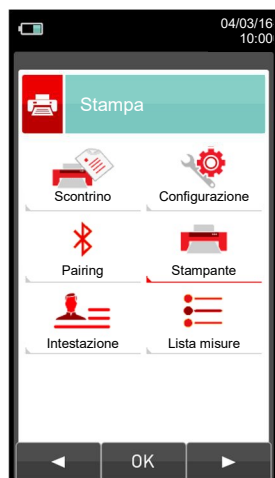 04/03/16
10:00
Stampa
Scontrino
Configurazione
Pairing
Stampante
Intestazione
Lista misure
OK